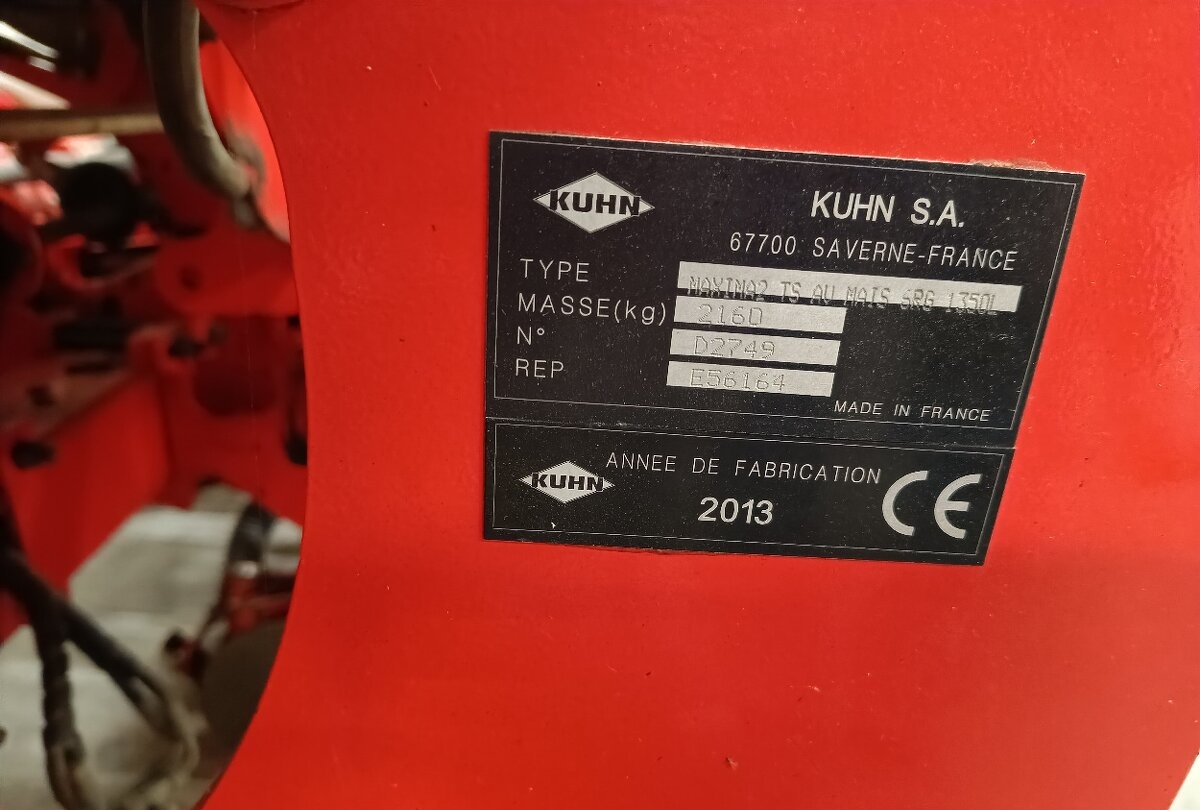 KUHN
KUHN S.A.
67700 SAVERNE-FRANCE
TYPE MAXIMA2 TS AU MAIS 6RG 1350L
MASSE(kg) 2160
N° D2749
REP E56164
MADE IN FRANCE
KUHN
ANNEE DE FABRICATION
2013
CE